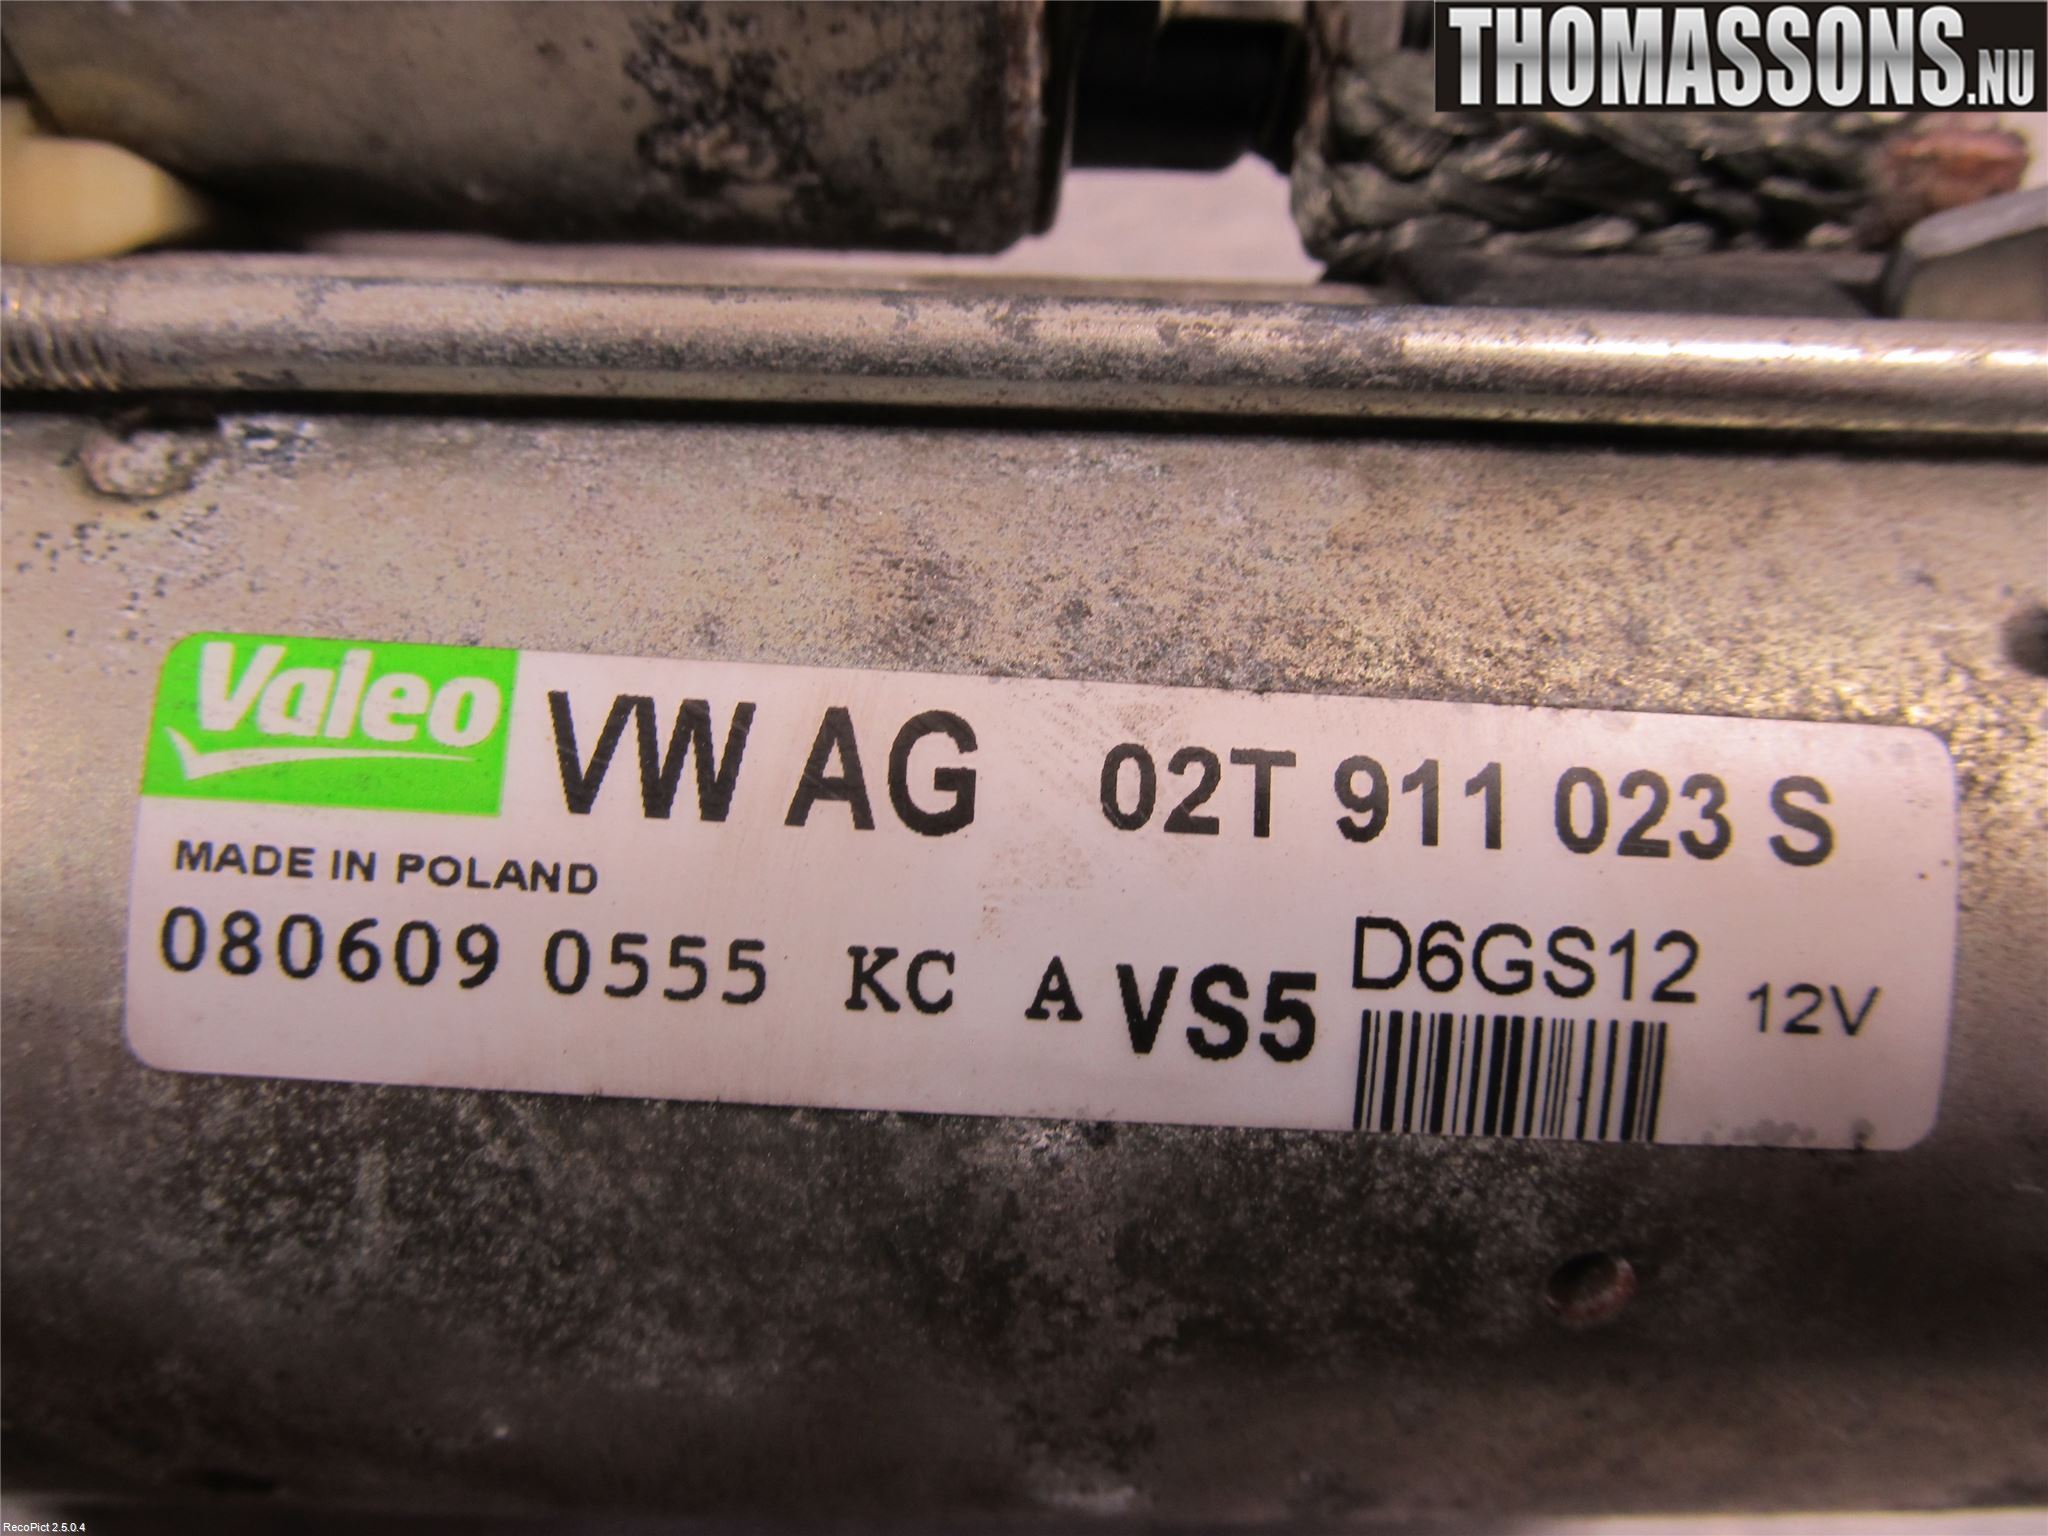 THOMASSONS.NU
Valeo VW AG 02T 911 023 S
MADE IN POLAND
080609 0555 KC A VS5 D6GS12 12V
RecoPict 2.5.0.4